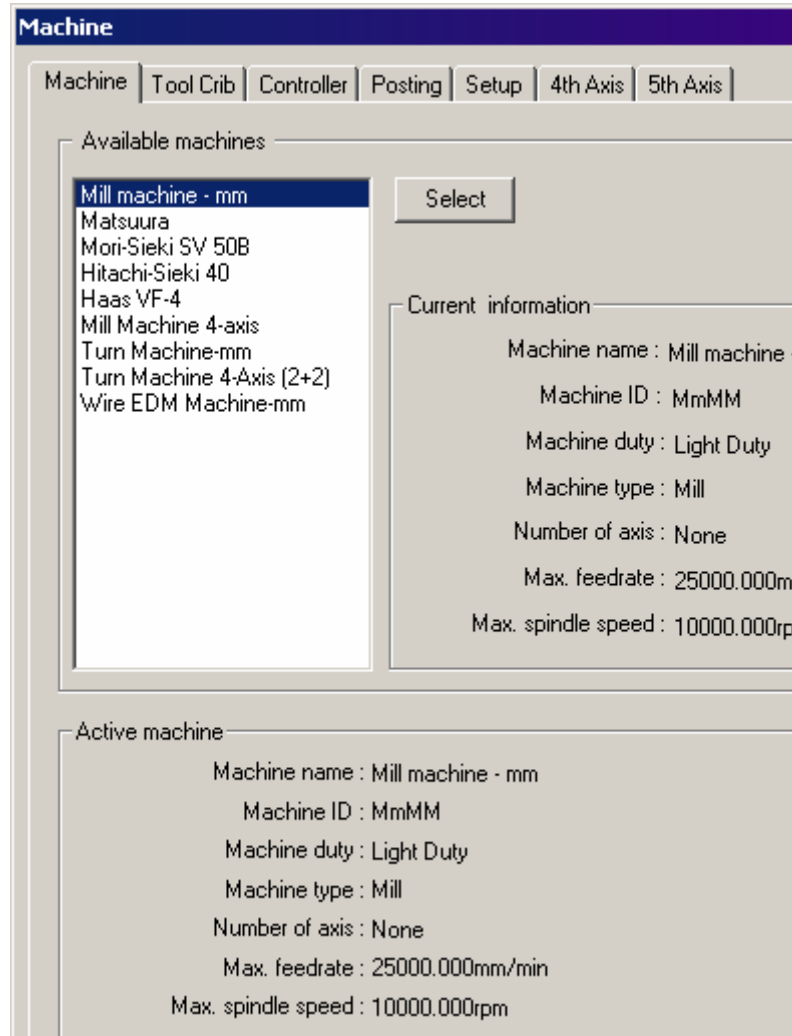 Machine
Machine Tool Crib Controller Posting Setup 4th Axis 5th Axis
Available machines
Mill machine - mm
Matsuura
Mori-Sieki SV 50B
Hitachi-Sieki 40
Haas VF-4
Mill Machine 4-axis
Turn Machine-mm
Turn Machine 4-Axis (2+2)
Wire EDM Machine-mm
Select
Current information
Machine name : Mill machine -
Machine ID : MmMM
Machine duty : Light Duty
Machine type : Mill
Number of axis : None
Max. feedrate : 25000.000m
Max. spindle speed : 10000.000rp
Active machine
Machine name : Mill machine - mm
Machine ID : MmMM
Machine duty : Light Duty
Machine type : Mill
Number of axis : None
Max. feedrate : 25000.000mm/min
Max. spindle speed : 10000.000rpm